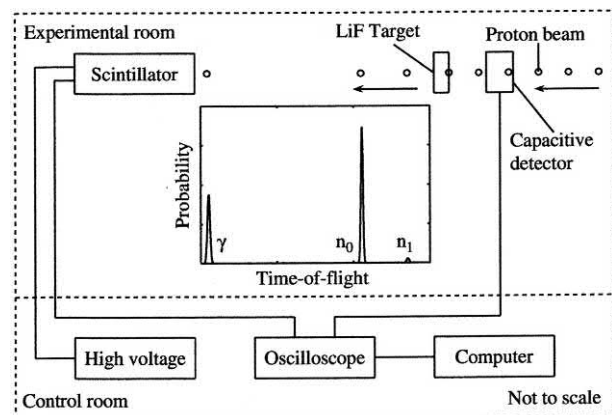 Experimental room
LiF Target
Proton beam
Scintillator
Capacitive
detector
Probability
γ
n₀
n₁
Time-of-flight
High voltage
Oscilloscope
Computer
Control room
Not to scale